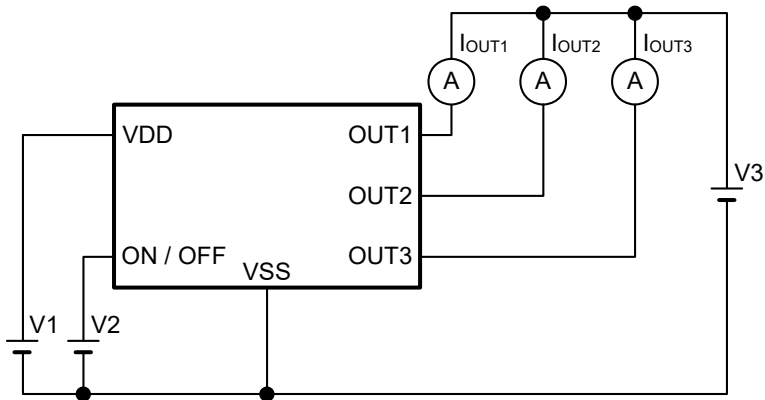 IOUT1 IOUT2 IOUT3
A A A
VDD OUT1
OUT2
V3
ON / OFF OUT3
VSS
V1 V2